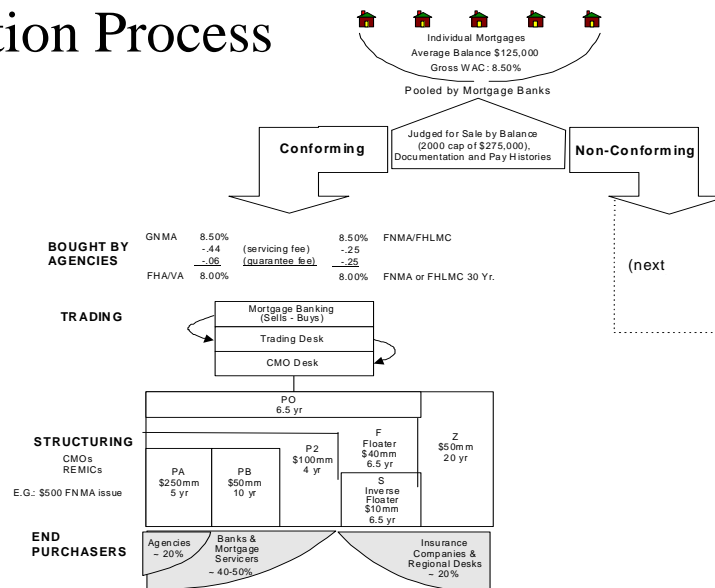 tion Process
Individual Mortgages
Average Balance $125,000
Gross WAC: 8.50%
Pooled by Mortgage Banks
Conforming
Judged for Sale by Balance
(2000 cap of $275,000),
Documentation and Pay Histories
Non-Conforming
BOUGHT BY
AGENCIES
GNMA 8.50% 8.50% FNMA/FHLMC
-.44 (servicing fee) -.25
-.06 (guarantee fee) -.25
FHA/VA 8.00% 8.00% FNMA or FHLMC 30 Yr.
(next
TRADING
Mortgage Banking
(Sells - Buys)
Trading Desk
CMO Desk
STRUCTURING
CMOs
REMICs
E.G.: $500 FNMA issue
PO
6.5 yr
PA
$250mm
5 yr
PB
$50mm
10 yr
P2
$100mm
4 yr
F
Floater
$40mm
6.5 yr
S
Inverse
Floater
$10mm
6.5 yr
Z
$50mm
20 yr
END
PURCHASERS
Agencies
~ 20%
Banks &
Mortgage
Servicers
~ 40-50%
Insurance
Companies &
Regional Desks
~ 20%